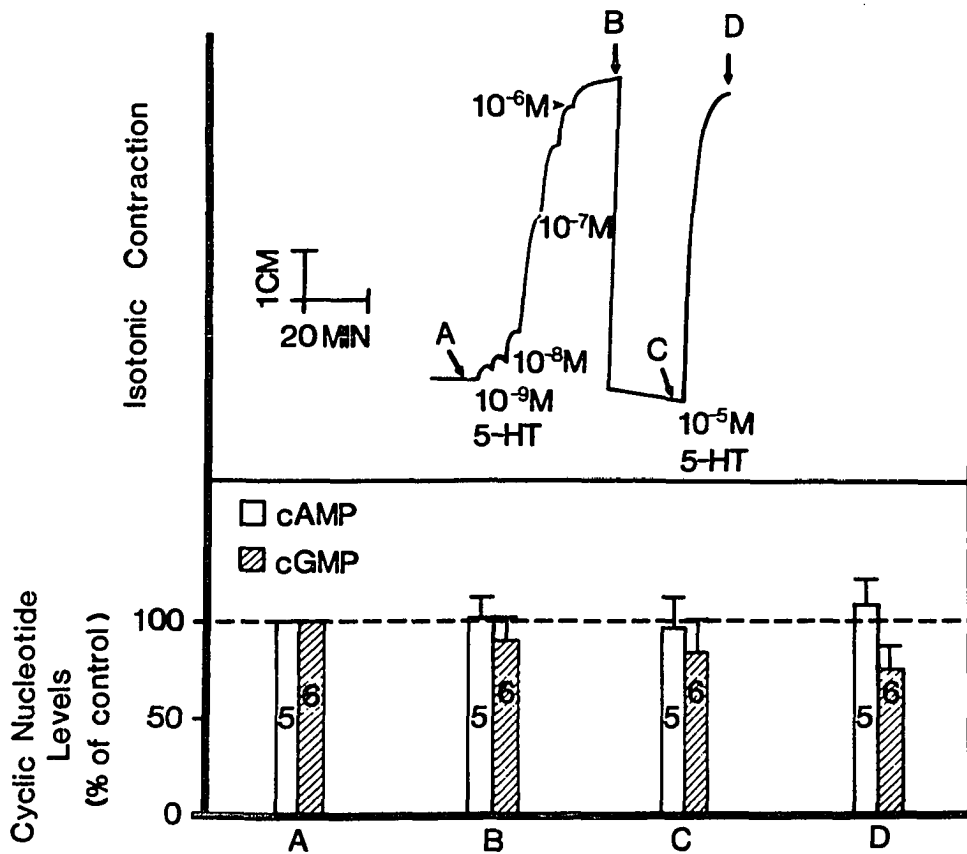 Isotonic Contraction
B
D
10⁻⁶M
10⁻⁷M
1CM
20 MIN
A
10⁻⁸M
10⁻⁹M
5-HT
C
10⁻⁵M
5-HT
cAMP
cGMP
Cyclic Nucleotide
Levels
(% of control)
100
50
0
5
6
5
6
5
6
5
6
A
B
C
D